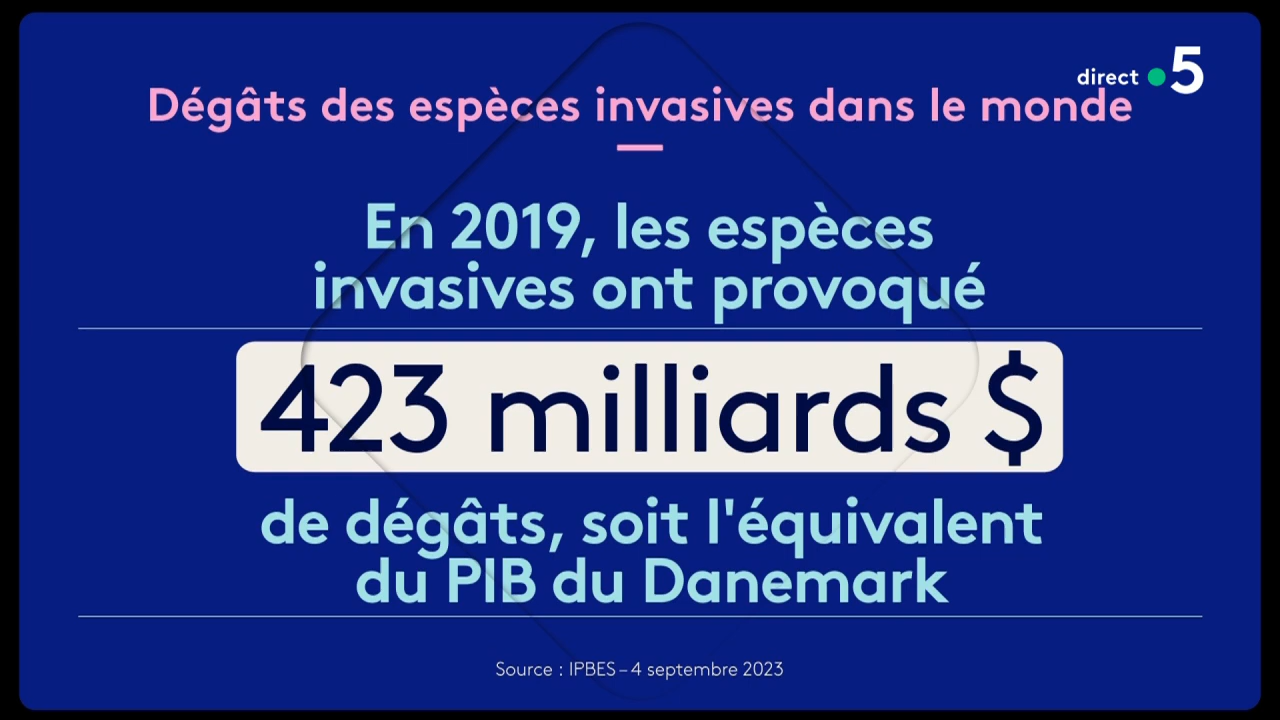 direct 5
Dégâts des espèces invasives dans le monde
En 2019, les espèces
invasives ont provoqué
423 milliards $
de dégâts, soit l'équivalent
du PIB du Danemark
Source : IPBES – 4 septembre 2023